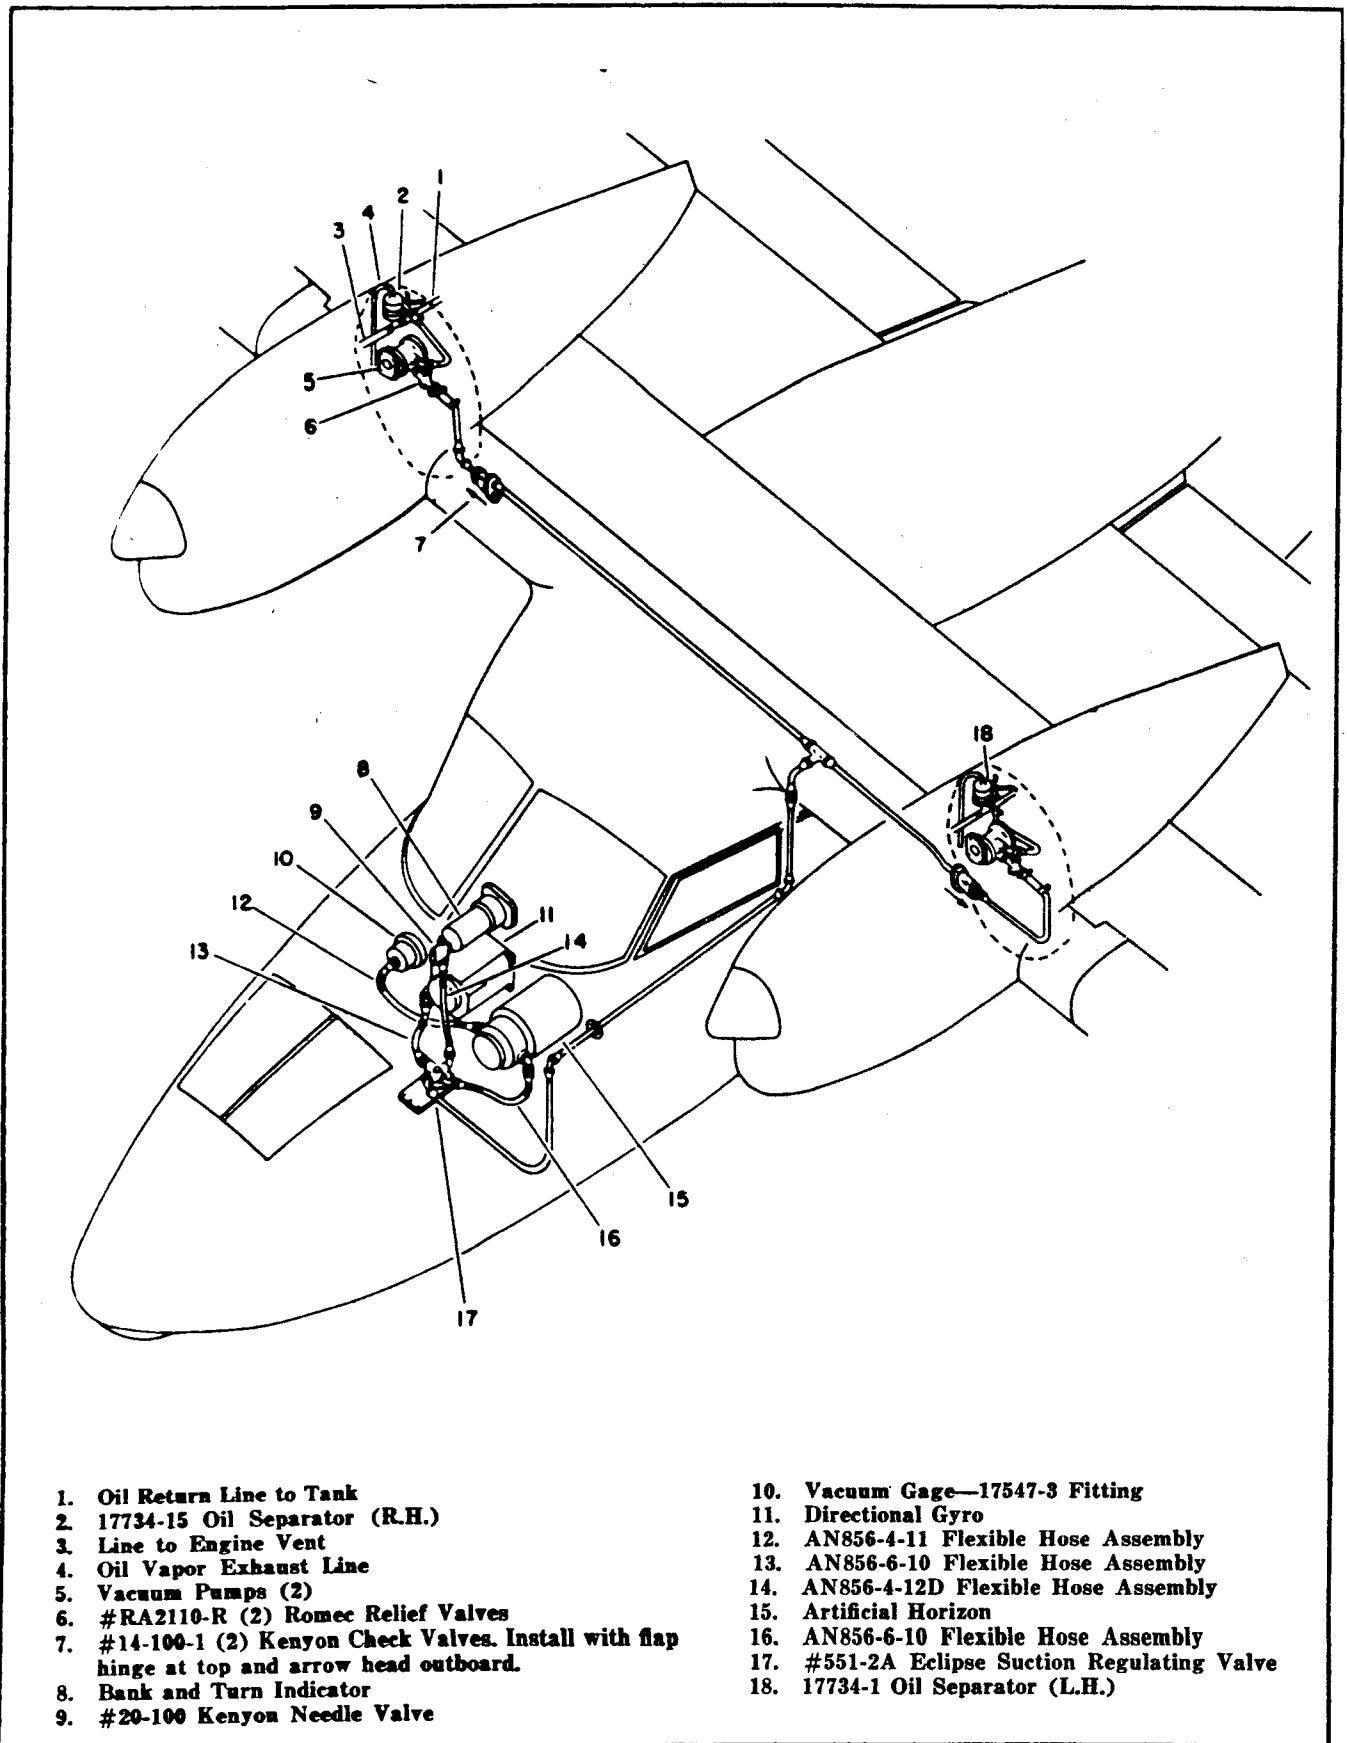 1
2
4
3
5
6
7
18
8
9
10
12
11
14
13
15
16
17
1. Oil Return Line to Tank
2. 17734-15 Oil Separator (R.H.)
3. Line to Engine Vent
4. Oil Vapor Exhaust Line
5. Vacuum Pumps (2)
6. #RA2110-R (2) Romec Relief Valves
7. #14-100-1 (2) Kenyon Check Valves. Install with flap
hinge at top and arrow head outboard.
8. Bank and Turn Indicator
9. #20-100 Kenyon Needle Valve
10. Vacuum Gage—17547-3 Fitting
11. Directional Gyro
12. AN856-4-11 Flexible Hose Assembly
13. AN856-6-10 Flexible Hose Assembly
14. AN856-4-12D Flexible Hose Assembly
15. Artificial Horizon
16. AN856-6-10 Flexible Hose Assembly
17. #551-2A Eclipse Suction Regulating Valve
18. 17734-1 Oil Separator (L.H.)